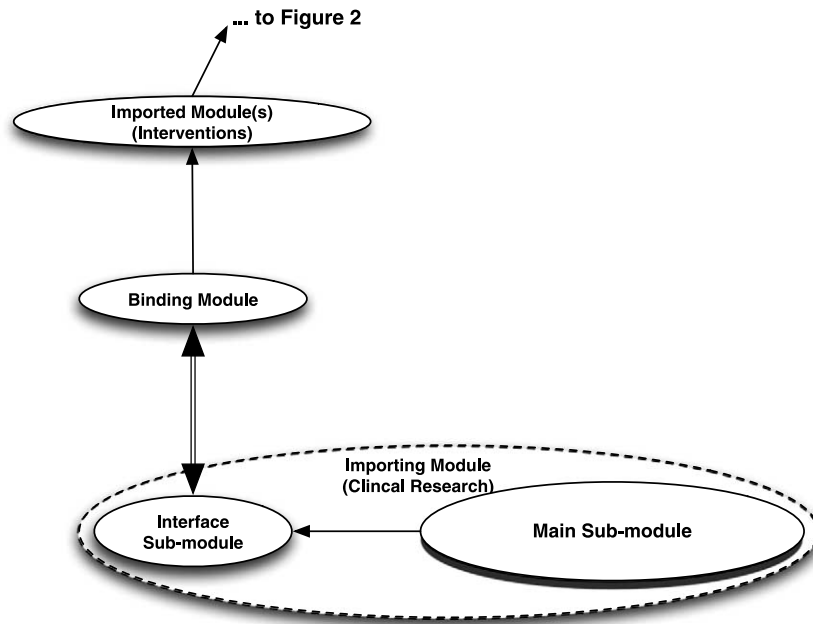 ... to Figure 2
Imported Module(s)
(Interventions)
Binding Module
Importing Module
(Clincal Research)
Interface
Sub-module
Main Sub-module